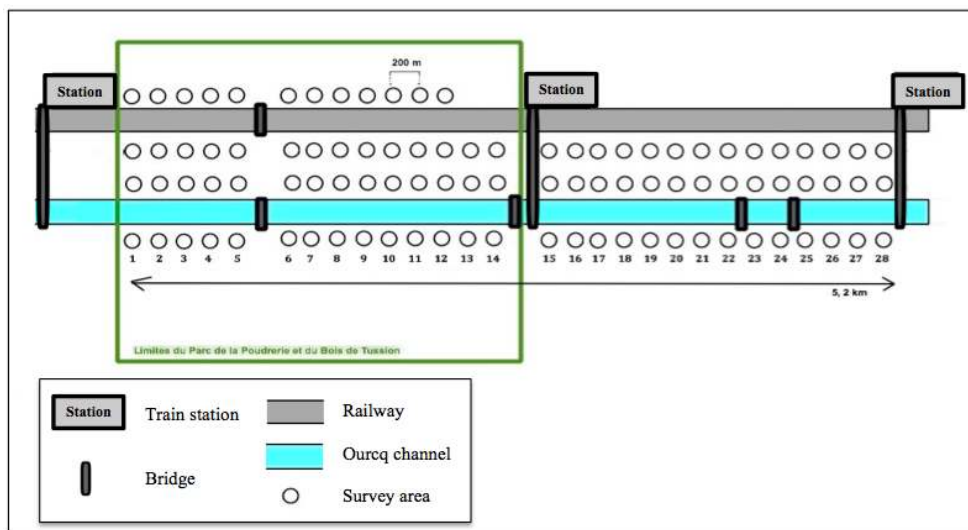 200 m
Station
Station
Station
1 2 3 4 5 6 7 8 9 10 11 12 13 14 15 16 17 18 19 20 21 22 23 24 25 26 27 28
5, 2 km
Limites du Parc de la Poudrerie et du Bois de Tussion
Station Train station
Railway
Ourcq channel
Bridge
Survey area